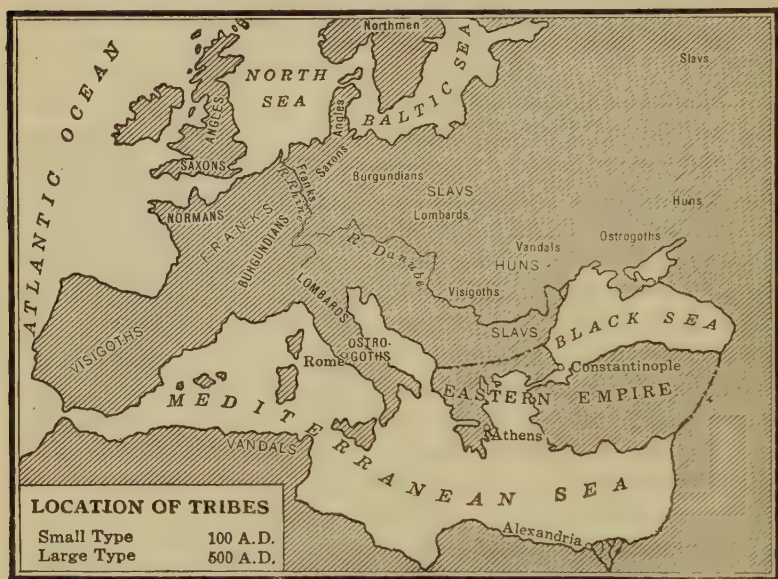 Northmen
Slavs
NORTH
SEA
BALTIC SEA
ATLANTIC OCEAN
ANGLES
Angles
SAXONS
Saxons
Franks
R. Rhine
Burgundians
SLAVS
Lombards
Huns
NORMANS
FRANKS
BURGUNDIANS
R. Danube
Vandals
Ostrogoths
HUNS
Visigoths
LOMBARDS
SLAVS
BLACK SEA
VISIGOTHS
OSTRO-
GOTHS
Rome
Constantinople
EASTERN EMPIRE
MEDITERRANEAN SEA
Athens
VANDALS
Alexandria
LOCATION OF TRIBES
Small Type 100 A.D.
Large Type 500 A.D.